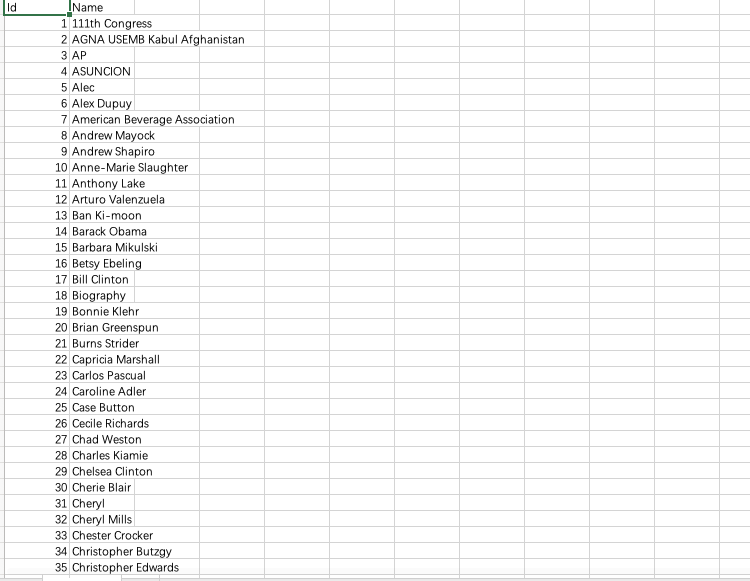 Id Name
1 111th Congress
2 AGNA USEMB Kabul Afghanistan
3 AP
4 ASUNCION
5 Alec
6 Alex Dupuy
7 American Beverage Association
8 Andrew Mayock
9 Andrew Shapiro
10 Anne-Marie Slaughter
11 Anthony Lake
12 Arturo Valenzuela
13 Ban Ki-moon
14 Barack Obama
15 Barbara Mikulski
16 Betsy Ebeling
17 Bill Clinton
18 Biography
19 Bonnie Klehr
20 Brian Greenspun
21 Burns Strider
22 Capricia Marshall
23 Carlos Pascual
24 Caroline Adler
25 Case Button
26 Cecile Richards
27 Chad Weston
28 Charles Kiamie
29 Chelsea Clinton
30 Cherie Blair
31 Cheryl
32 Cheryl Mills
33 Chester Crocker
34 Christopher Butzgy
35 Christopher Edwards